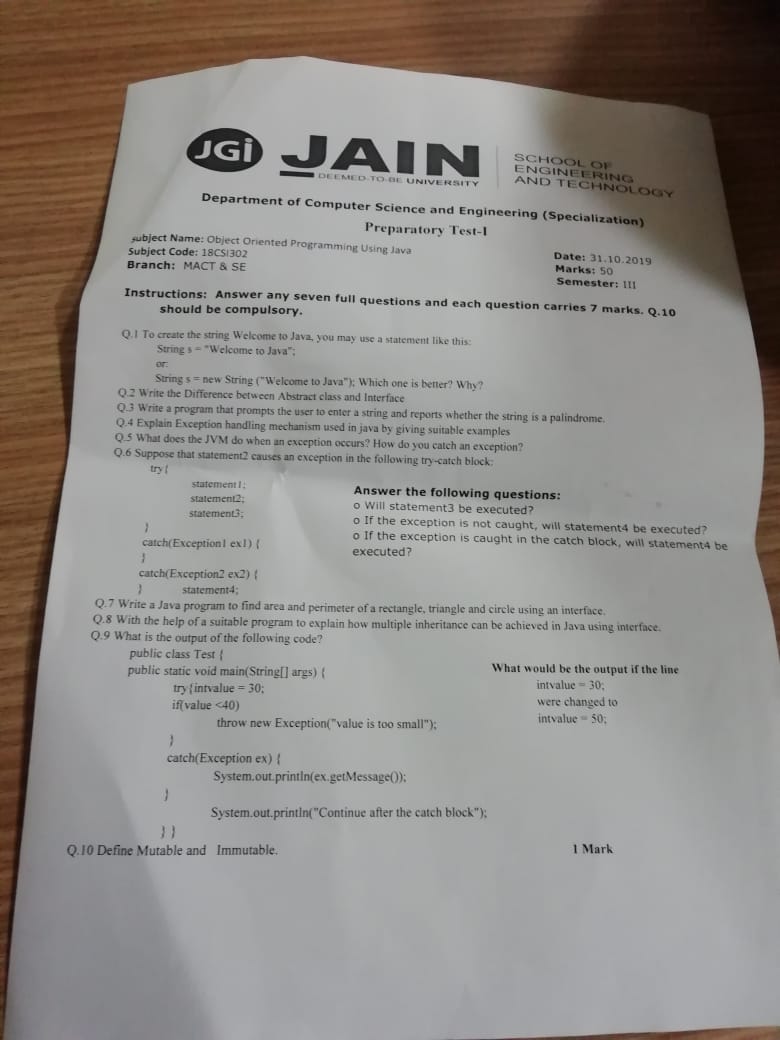 JGi JAIN
DEEMED-TO-BE UNIVERSITY
SCHOOL OF
ENGINEERING
AND TECHNOLOGY
Department of Computer Science and Engineering (Specialization)
Preparatory Test-I
subject Name: Object Oriented Programming Using Java
Subject Code: 18CSI302
Branch: MACT & SE
Date: 31.10.2019
Marks: 50
Semester: III
Instructions: Answer any seven full questions and each question carries 7 marks. Q.10
should be compulsory.
Q.1 To create the string Welcome to Java, you may use a statement like this:
String s = "Welcome to Java";
or:
String s = new String ("Welcome to Java"); Which one is better? Why?
Q.2 Write the Difference between Abstract class and Interface
Q.3 Write a program that prompts the user to enter a string and reports whether the string is a palindrome.
Q.4 Explain Exception handling mechanism used in java by giving suitable examples
Q.5 What does the JVM do when an exception occurs? How do you catch an exception?
Q.6 Suppose that statement2 causes an exception in the following try-catch block:
try {
statement1;
statement2;
statement3;
}
catch(Exception1 ex1) {
}
catch(Exception2 ex2) {
} statement4;
Answer the following questions:
o Will statement3 be executed?
o If the exception is not caught, will statement4 be executed?
o If the exception is caught in the catch block, will statement4 be
executed?
Q.7 Write a Java program to find area and perimeter of a rectangle, triangle and circle using an interface.
Q.8 With the help of a suitable program to explain how multiple inheritance can be achieved in Java using interface.
Q.9 What is the output of the following code?
public class Test {
public static void main(String[] args) {
try{intvalue = 30;
if(value <40)
throw new Exception("value is too small");
}
catch(Exception ex) {
System.out.println(ex.getMessage());
}
System.out.println("Continue after the catch block");
} }
What would be the output if the line
intvalue = 30;
were changed to
intvalue = 50;
Q.10 Define Mutable and Immutable. 1 Mark